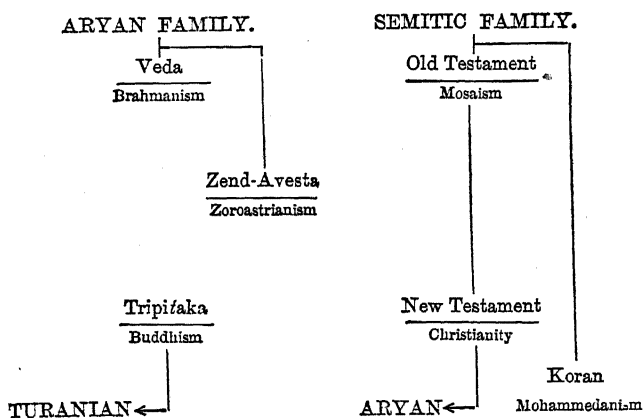 ARYAN FAMILY.
Veda
Brahmanism
Zend-Avesta
Zoroastrianism
Tripitaka
Buddhism
TURANIAN
SEMITIC FAMILY.
Old Testament
Mosaism
New Testament
Christianity
ARYAN
Koran
Mohammedani-m